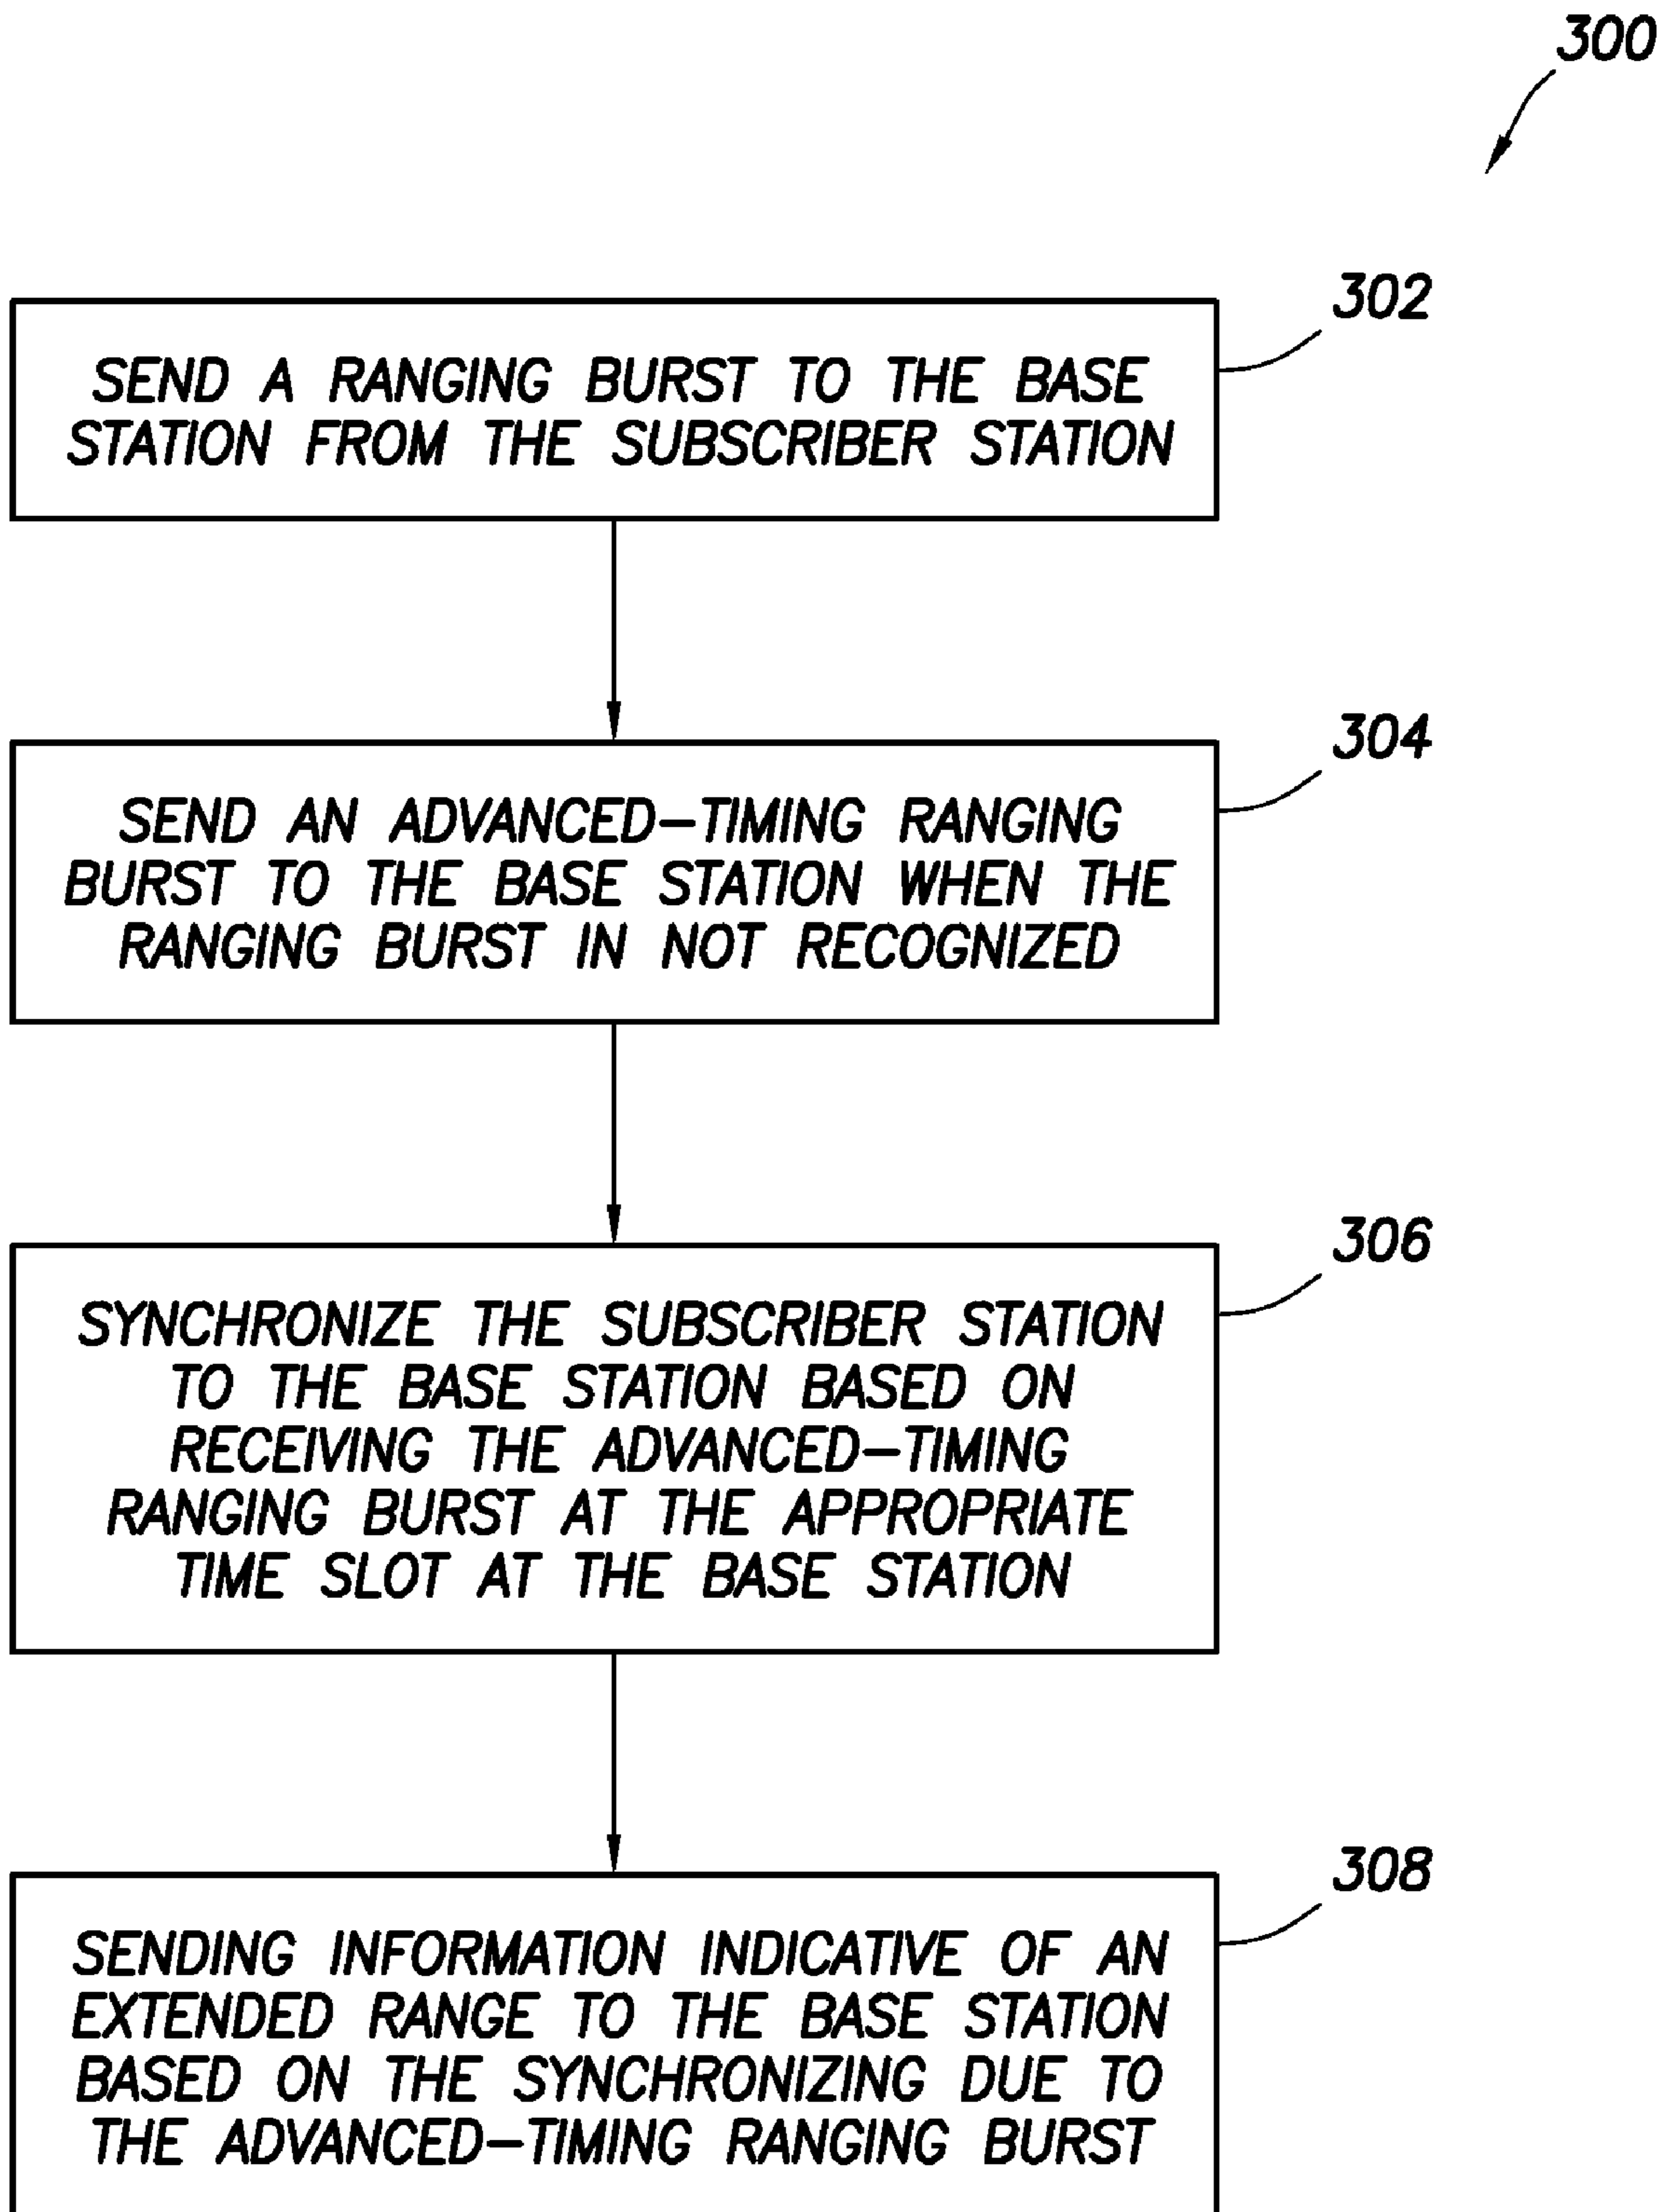 300
302
SEND A RANGING BURST TO THE BASE
STATION FROM THE SUBSCRIBER STATION
304
SEND AN ADVANCED-TIMING RANGING
BURST TO THE BASE STATION WHEN THE
RANGING BURST IN NOT RECOGNIZED
306
SYNCHRONIZE THE SUBSCRIBER STATION
TO THE BASE STATION BASED ON
RECEIVING THE ADVANCED-TIMING
RANGING BURST AT THE APPROPRIATE
TIME SLOT AT THE BASE STATION
308
SENDING INFORMATION INDICATIVE OF AN
EXTENDED RANGE TO THE BASE STATION
BASED ON THE SYNCHRONIZING DUE TO
THE ADVANCED-TIMING RANGING BURST